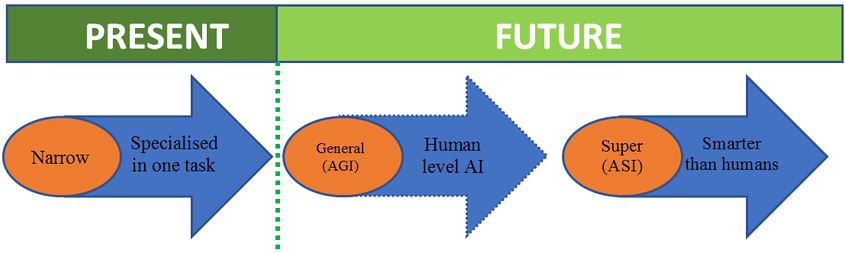 PRESENT
FUTURE
Narrow
Specialised
in one task
General
(AGI)
Human
level AI
Super
(ASI)
Smarter
than humans